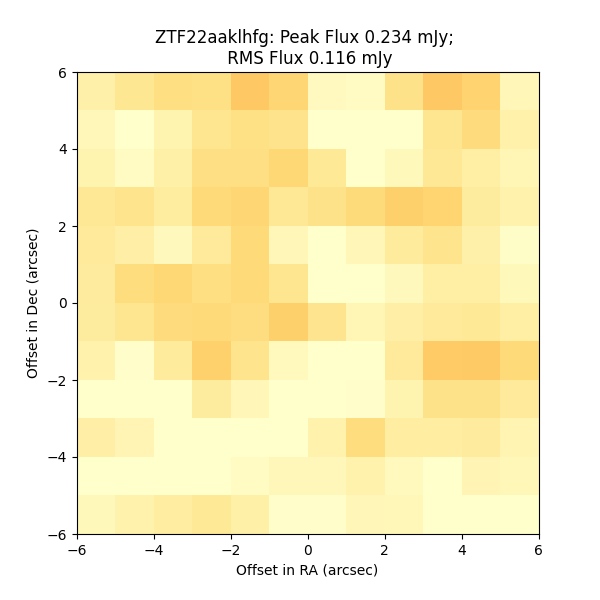 ZTF22aaklhfg: Peak Flux 0.234 mJy;
RMS Flux 0.116 mJy
6
4
2
0
−2
−4
−6
Offset in Dec (arcsec)
−6 −4 −2 0 2 4 6
Offset in RA (arcsec)